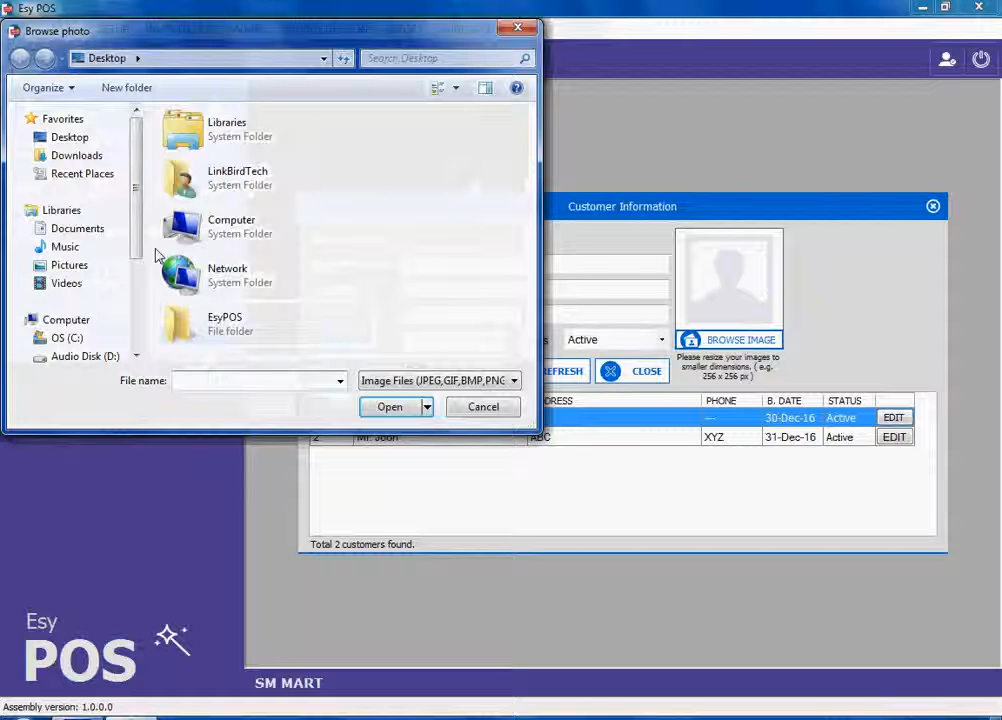 Esy POS
Browse photo
Desktop
Search Desktop
Organize
New folder
Favorites
Desktop
Downloads
Recent Places
Libraries
Documents
Music
Pictures
Videos
Computer
OS (C:)
Audio Disk (D:)
Libraries
System Folder
LinkBirdTech
System Folder
Computer
System Folder
Network
System Folder
EsyPOS
File folder
File name:
Image Files (JPEG,GIF,BMP,PNG
Open
Cancel
Customer Information
Active
BROWSE IMAGE
Please resize your images to
smaller dimensions. ( e.g.
256 x 256 px )
EFRESH
CLOSE
DRESS PHONE B. DATE STATUS
--- 30-Dec-16 Active EDIT
2 Mr. Joon ABC XYZ 31-Dec-16 Active EDIT
Total 2 customers found.
Esy
POS
SM MART
Assembly version: 1.0.0.0